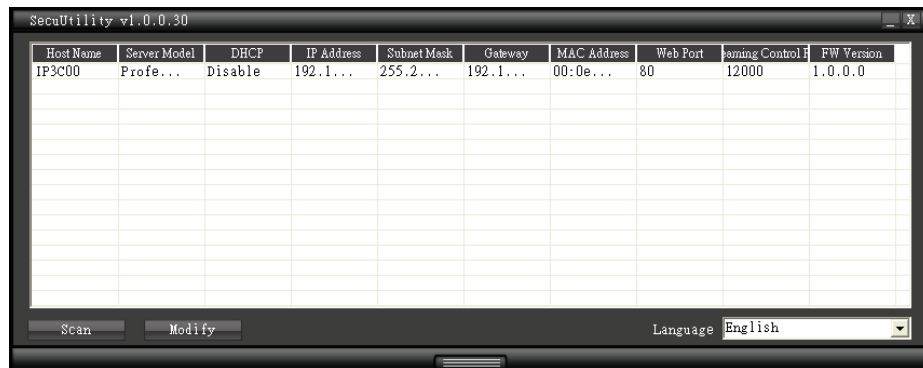 SecuUtility v1.0.0.30 _ X
Host Name Server Model DHCP IP Address Subnet Mask Gateway MAC Address Web Port eaming Control P FW Version
IP3C00 Profe... Disable 192.1... 255.2... 192.1... 00:0e... 80 12000 1.0.0.0
Scan Modify Language English